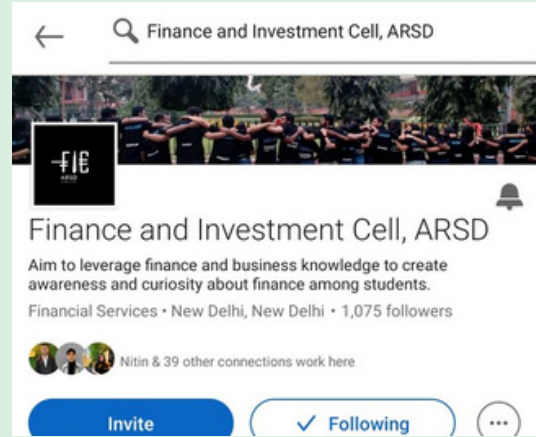 Finance and Investment Cell, ARSD
FIC
ARSD
Finance and Investment Cell, ARSD
Aim to leverage finance and business knowledge to create
awareness and curiosity about finance among students.
Financial Services • New Delhi, New Delhi • 1,075 followers
Nitin & 39 other connections work here
Invite
Following